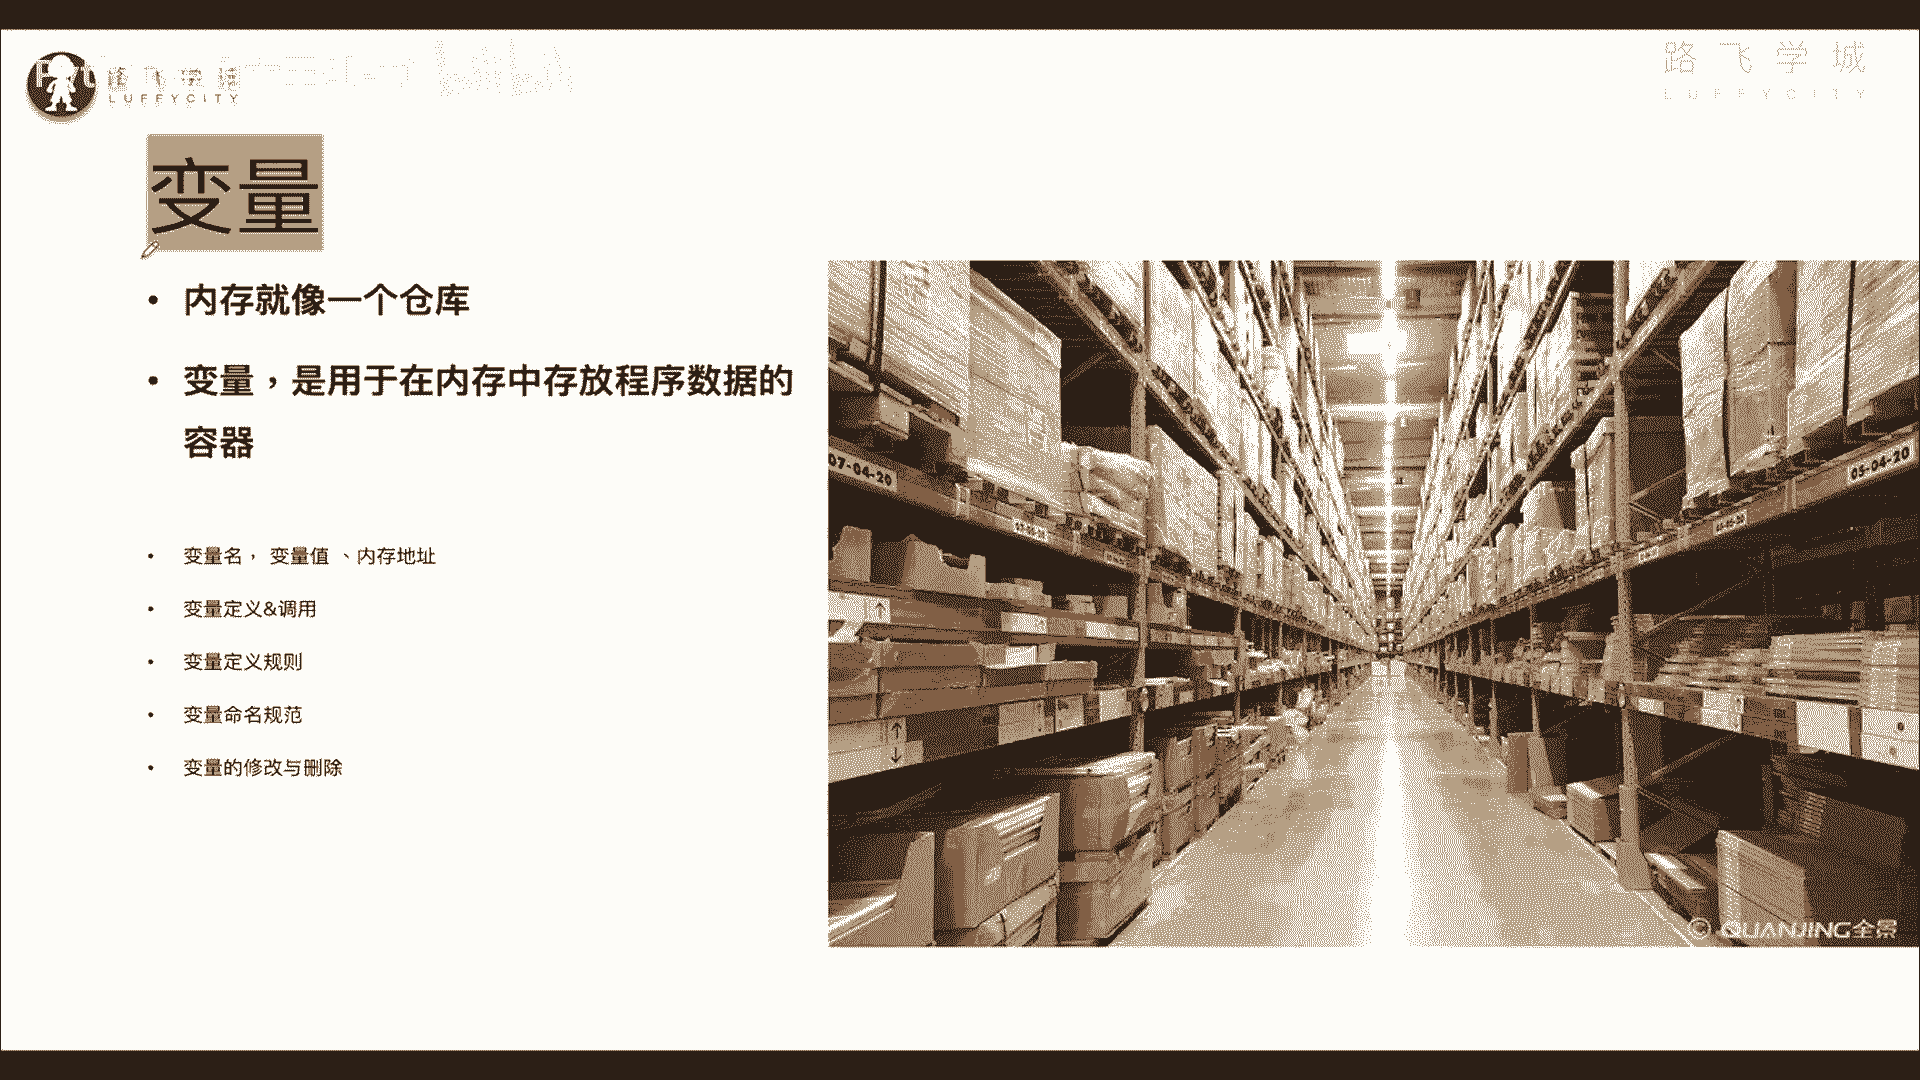 路飞学城
LUFFYCITY
路飞学城
LUFFYCITY
变量
• 内存就像一个仓库
• 变量，是用于在内存中存放程序数据的
容器
• 变量名， 变量值 、内存地址
• 变量定义&调用
• 变量定义规则
• 变量命名规范
• 变量的修改与删除
07-04-20
05-04-20
© QUANJING全景